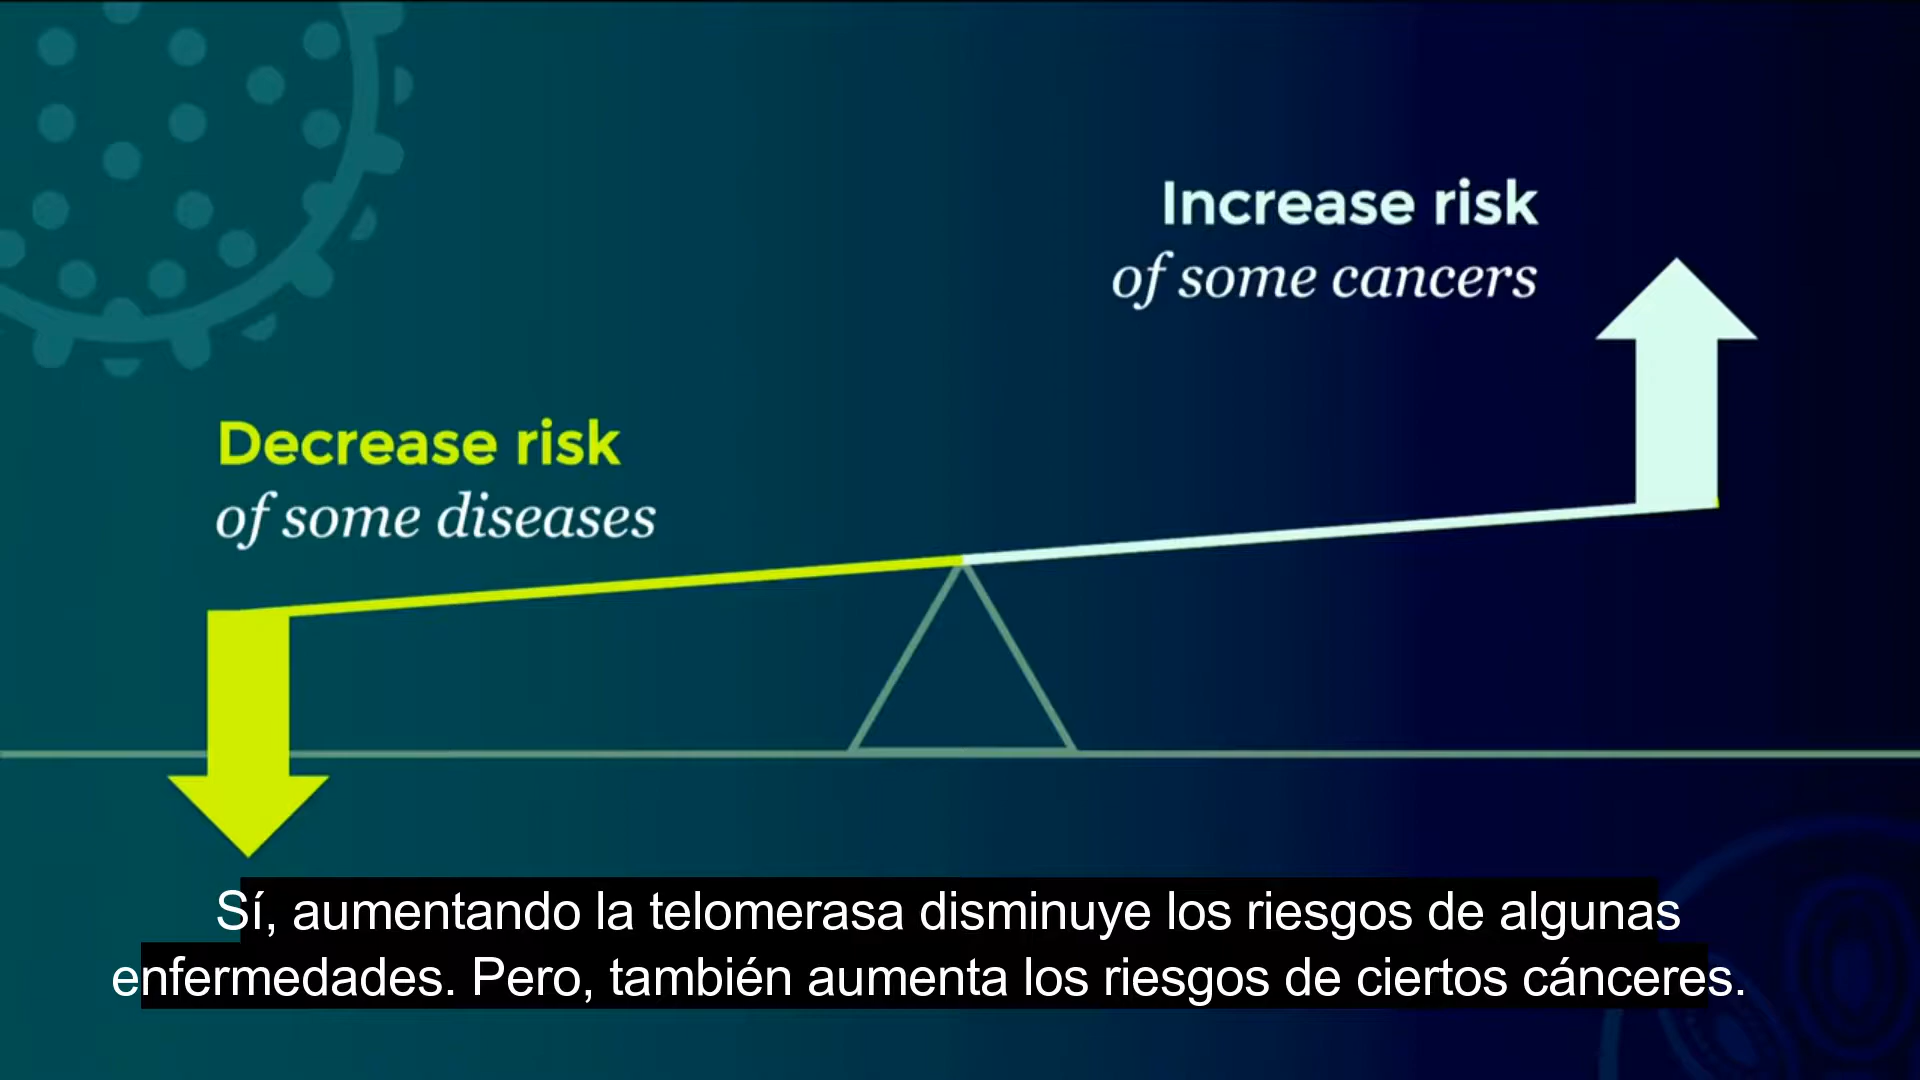 Increase risk
of some cancers
Decrease risk
of some diseases
Sí, aumentando la telomerasa disminuye los riesgos de algunas
enfermedades. Pero, también aumenta los riesgos de ciertos cánceres.